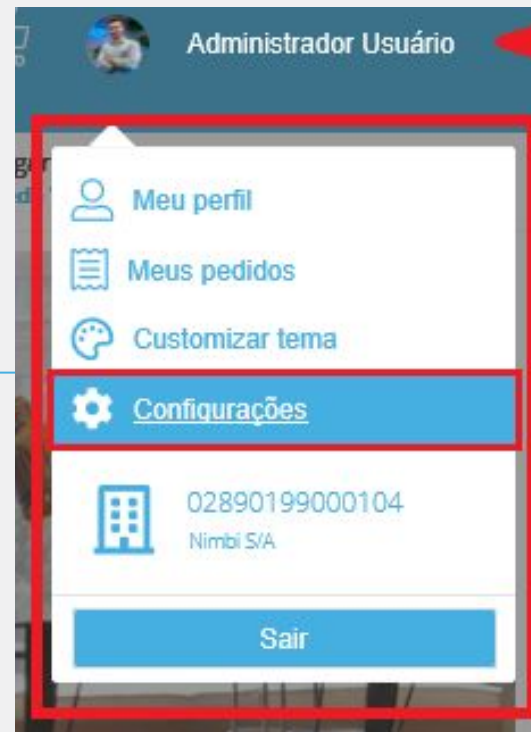 Administrador Usuário
Meu perfil
Meus pedidos
Customizar tema
Configurações
02890199000104
Nimbi S/A
Sair